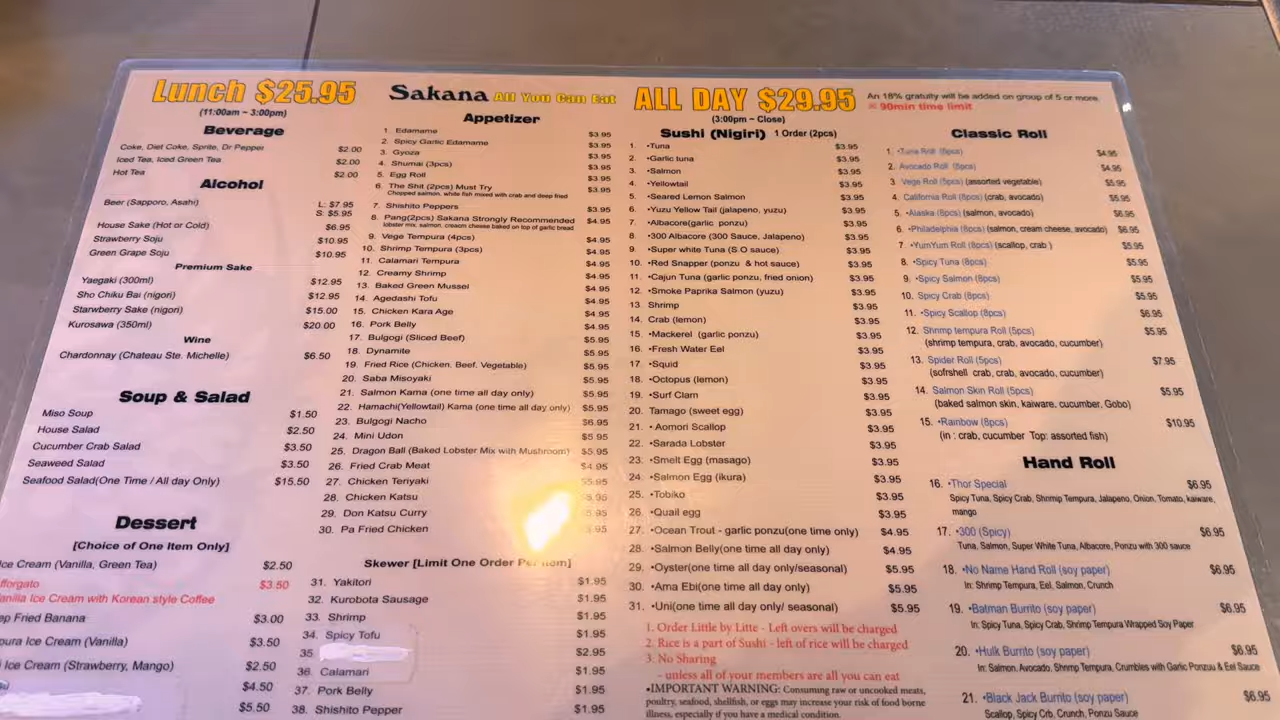 Lunch $25.95
(11:00am ~ 3:00pm)
Sakana All You Can Eat
ALL DAY $29.95
(3:00pm ~ Close)
An 18% gratuity will be added on group of 5 or more.
※ 90min time limit
Beverage
Coke, Diet Coke, Sprite, Dr Pepper $2.00
Iced Tea, Iced Green Tea $2.00
Hot Tea $2.00
Alcohol
Beer (Sapporo, Asahi) L: $7.95
S: $5.95
House Sake (Hot or Cold) $6.95
Strawberry Soju $10.95
Green Grape Soju $10.95
Premium Sake
Yaegaki (300ml) $12.95
Sho Chiku Bai (nigori) $12.95
Starwberry Sake (nigori) $15.00
Kurosawa (350ml) $20.00
Wine
Chardonnay (Chateau Ste. Michelle) $6.50
Soup & Salad
Miso Soup $1.50
House Salad $2.50
Cucumber Crab Salad $3.50
Seaweed Salad $3.50
Seafood Salad(One Time / All day Only) $15.50
Dessert
[Choice of One Item Only]
Ice Cream (Vanilla, Green Tea) $2.50
$3.50
Ice Cream with Korean style Coffee
Fried Banana $3.00
Ice Cream (Vanilla) $3.50
Ice Cream (Strawberry, Mango) $2.50
$4.50
$5.50
Appetizer
1. Edamame $3.95
2. Spicy Garlic Edamame $3.95
3. Gyoza $3.95
4. Shumai (3pcs) $3.95
5. Egg Roll $3.95
6. The Shit (2pcs) Must Try $3.95
Chopped salmon, white fish mixed with crab and deep fried
7. Shishito Peppers $3.95
8. Pang(2pcs) Sakana Strongly Recommended $4.95
lobster mix, salmon, creaom cheese baked on top of garlic bread
9. Vege Tempura (4pcs) $4.95
10. Shrimp Tempura (3pcs) $4.95
11. Calamari Tempura $4.95
12. Creamy Shrimp $4.95
13. Baked Green Mussel $4.95
14. Agedashi Tofu $4.95
15. Chicken Kara Age $4.95
16. Pork Belly $4.95
17. Bulgogi (Sliced Beef) $5.95
18. Dynamite $5.95
19. Fried Rice (Chicken, Beef, Vegetable) $5.95
20. Saba Misoyaki $5.95
21. Salmon Kama (one time all day only) $5.95
22. Hamachi(Yellowtail) Kama (one time all day only) $5.95
23. Bulgogi Nacho $6.95
24. Mini Udon $5.95
25. Dragon Ball (Baked Lobster Mix with Mushroom) $5.95
26. Fried Crab Meat $4.95
27. Chicken Teriyaki $5.95
28. Chicken Katsu
29. Don Katsu Curry
30. Pa Fried Chicken
Skewer [Limit One Order Per Item]
31. Yakitori $1.95
32. Kurobota Sausage $1.95
33. Shrimp $1.95
34. Spicy Tofu $1.95
35 $2.95
36. Calamari $1.95
37. Pork Belly $1.95
38. Shishito Pepper $1.95
Sushi (Nigiri) 1 Order (2pcs)
1. •Tuna $3.95
2. •Garlic tuna $3.95
3. •Salmon $3.95
4. •Yellowtail $3.95
5. •Seared Lemon Salmon $3.95
6. •Yuzu Yellow Tail (jalapeno, yuzu) $3.95
7. •Albacore(garlic ponzu) $3.95
8. •300 Albacore (300 Sauce, Jalapeno) $3.95
9. •Super white Tuna (S.O sauce) $3.95
10. •Red Snapper (ponzu & hot sauce) $3.95
11. •Cajun Tuna (garlic ponzu, fried onion) $3.95
12. •Smoke Paprika Salmon (yuzu) $3.95
13. Shrimp $3.95
14. Crab (lemon) $3.95
15. •Mackerel (garlic ponzu) $3.95
16. •Fresh Water Eel $3.95
17. •Squid $3.95
18. •Octopus (lemon) $3.95
19. •Surf Clam $3.95
20. Tamago (sweet egg) $3.95
21. • Aomori Scallop $3.95
22. •Sarada Lobster $3.95
23. •Smelt Egg (masago) $3.95
24. •Salmon Egg (ikura) $3.95
25. •Tobiko $3.95
26. •Quail egg $3.95
27. •Ocean Trout - garlic ponzu(one time only) $4.95
28. •Salmon Belly(one time all day only) $4.95
29. •Oyster(one time all day only/seasonal) $5.95
30. •Ama Ebi(one time all day only) $5.95
31. •Uni(one time all day only/ seasonal) $5.95
1. Order Little by Litte - Left overs will be charged
2. Rice is a part of Sushi - left of rice will be charged
3. No Sharing
- unless all of your members are all you can eat
•IMPORTANT WARNING: Consuming raw or uncooked meats,
poultry, seafood, shellfish, or eggs may increase your risk of food borne
illness, especially if you have a medical condition.
Classic Roll
1. •Tuna Roll (6pcs) $4.95
2. Avocado Roll (6pcs) $4.95
3. Vege Roll (5pcs) (assorted vegetable) $5.95
4. California Roll (8pcs) (crab, avocado) $5.95
5. •Alaska (8pcs) (salmon, avocado) $6.95
6. •Philadelphia (8pcs) (salmon, cream cheese, avocado) $6.95
7. •YumYum Roll (8pcs) (scallop, crab ) $5.95
8. •Spicy Tuna (8pcs) $5.95
9. •Spicy Salmon (8pcs) $5.95
10. Spicy Crab (8pcs) $5.95
11. •Spicy Scallop (8pcs) $6.95
12. Shrimp tempura Roll (5pcs) $5.95
(shrimp tempura, crab, avocado, cucumber)
13. Spider Roll (5pcs) $7.95
(sofrshell crab, crab, avocado, cucumber)
14. Salmon Skin Roll (5pcs) $5.95
(baked salmon skin, kaiware, cucumber, Gobo)
15. •Rainbow (8pcs) $10.95
(in : crab, cucumber Top: assorted fish)
Hand Roll
16. •Thor Special $6.95
Spicy Tuna, Spicy Crab, Shrimp Tempura, Jalapeno, Onion, Tomato, kaiware,
mango
17. •300 (Spicy) $6.95
Tuna, Salmon, Super White Tuna, Albacore, Ponzu with 300 sauce
18. •No Name Hand Roll (soy paper) $6.95
In: Shrimp Tempura, Eel, Salmon, Crunch
19. •Batman Burrito (soy paper) $6.95
In: Spicy Tuna, Spicy Crab, Shrimp Tempura Wrapped Soy Paper
20. •Hulk Burrito (soy paper) $6.95
In: Salmon, Avocado, Shrimp Tempura, Crumbles with Garlic Ponzuu & Eel Sauce
21. •Black Jack Burrito (soy paper) $6.95
Scallop, Spicy Crb, Crunch, Ponzu Sauce